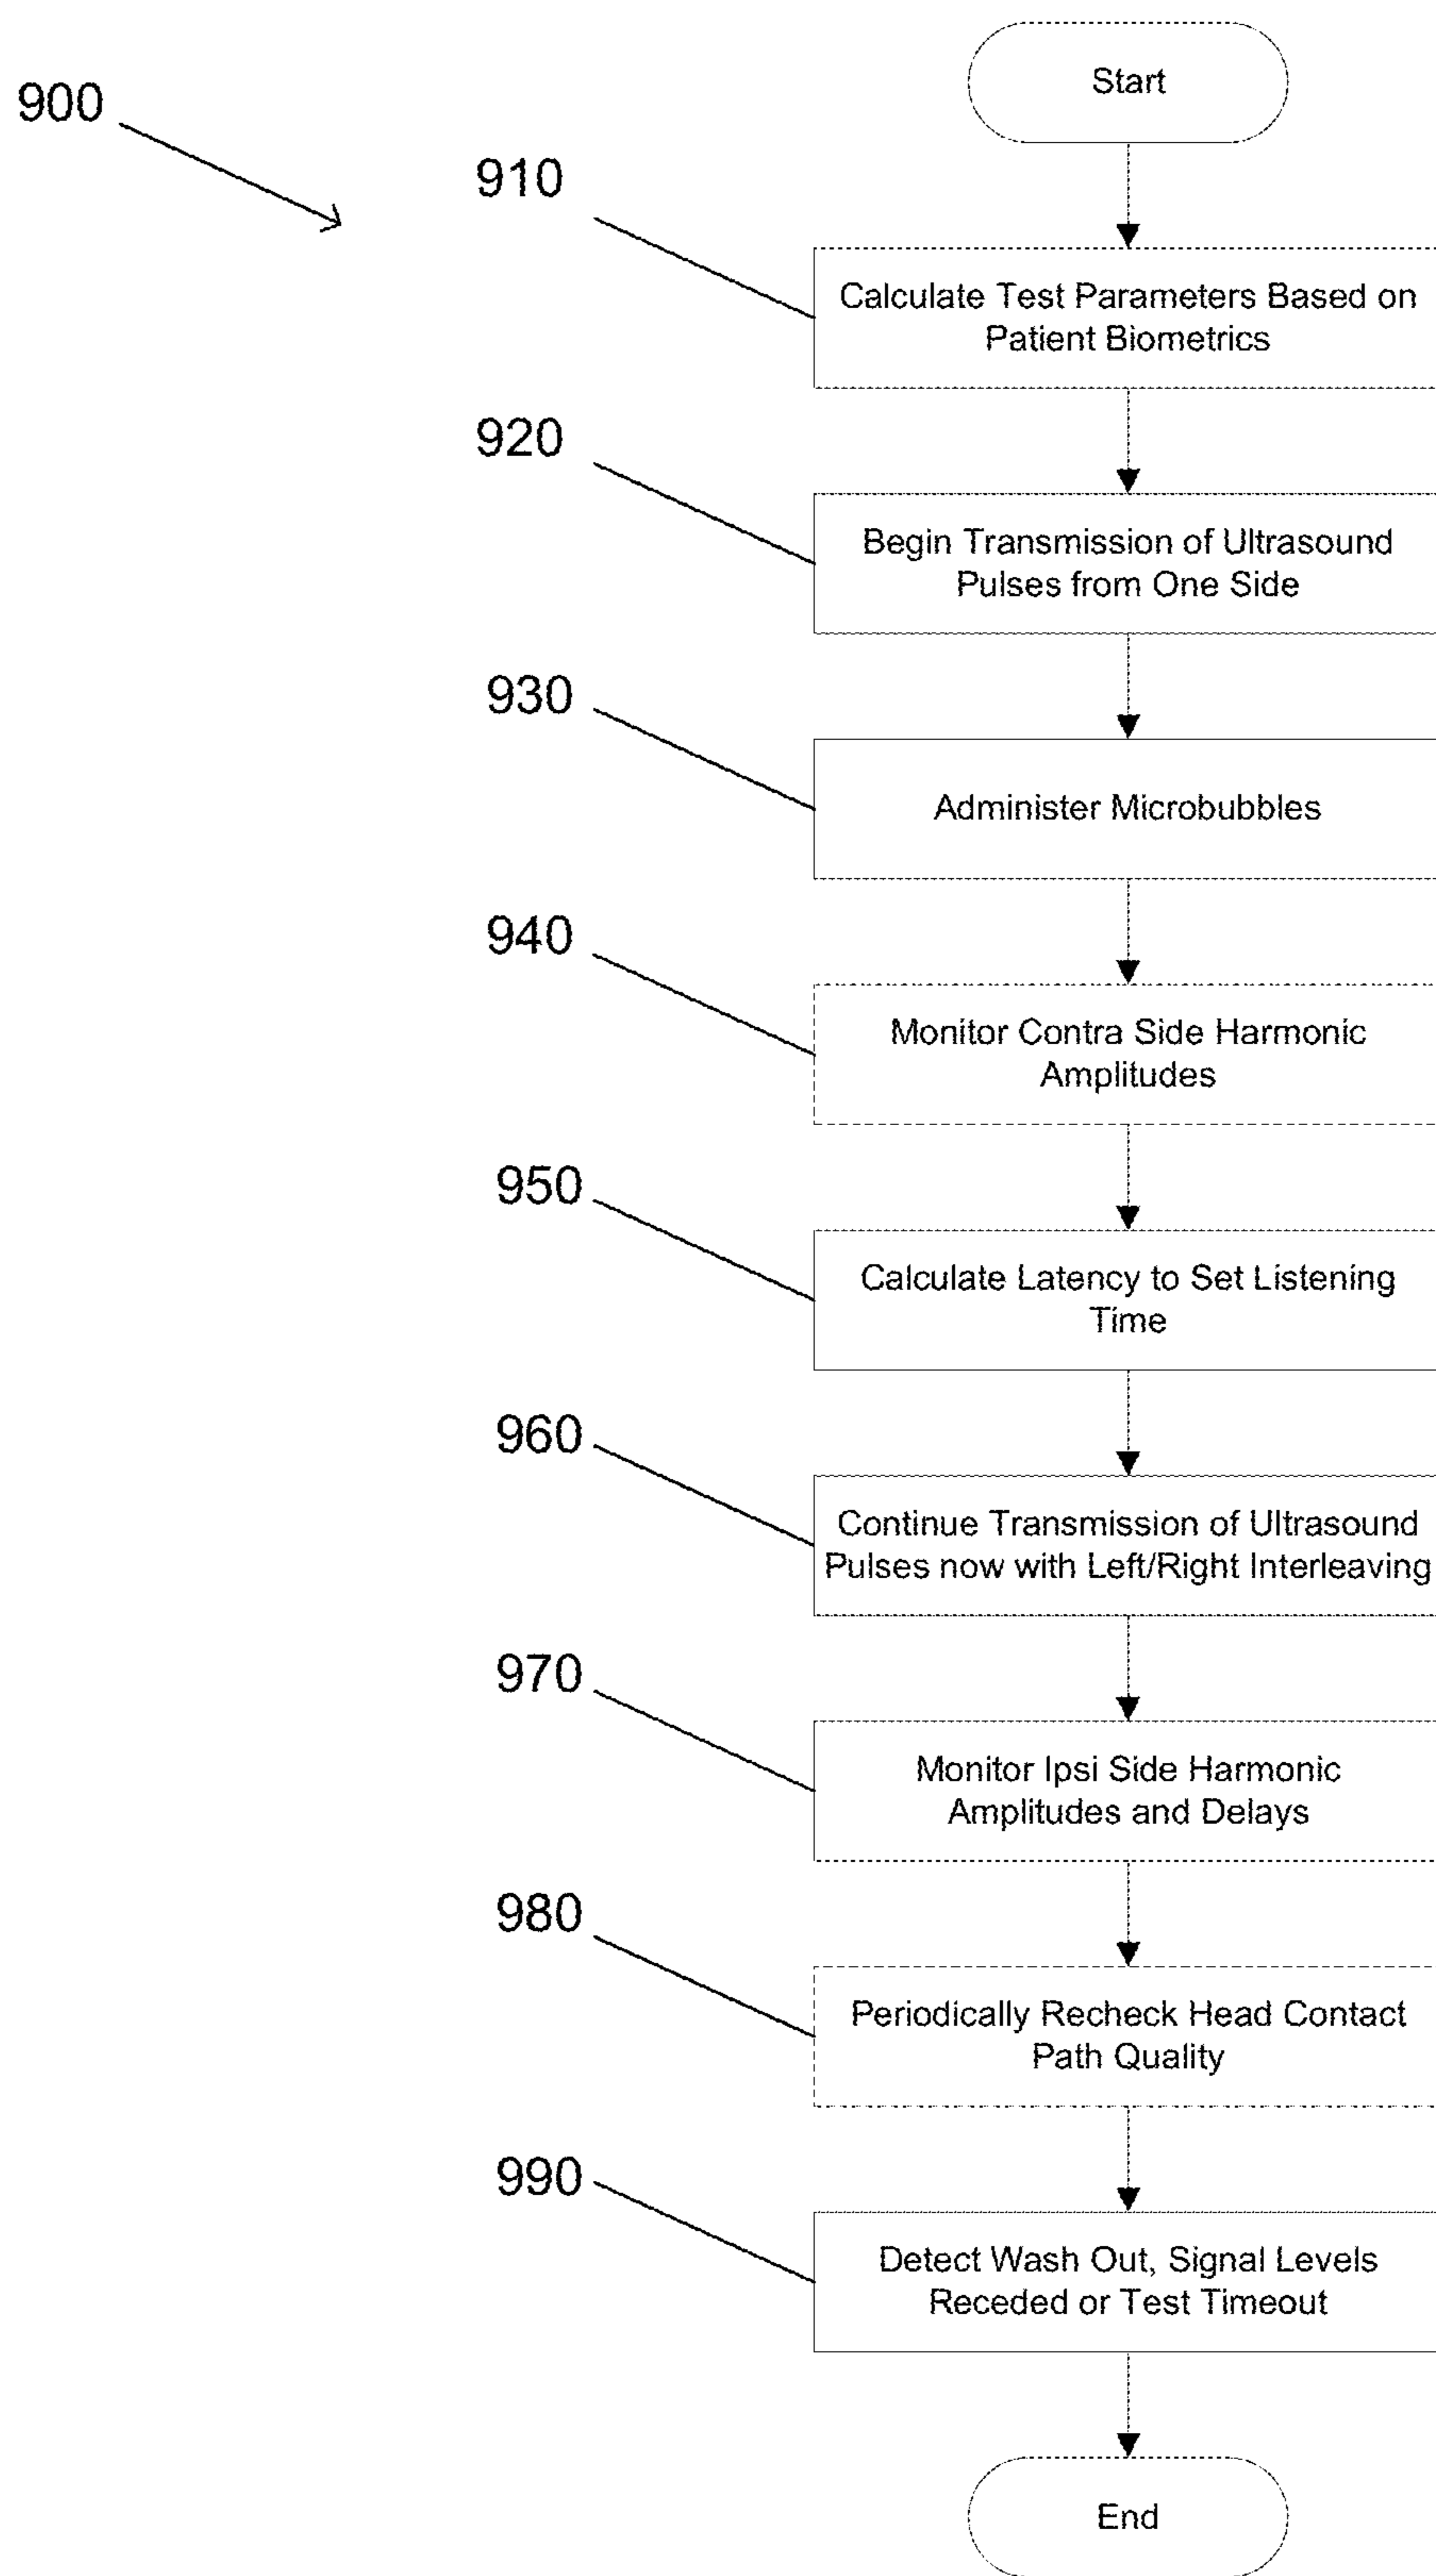 Start
900
910
Calculate Test Parameters Based on
Patient Biometrics
920
Begin Transmission of Ultrasound
Pulses from One Side
930
Administer Microbubbles
940
Monitor Contra Side Harmonic
Amplitudes
950
Calculate Latency to Set Listening
Time
960
Continue Transmission of Ultrasound
Pulses now with Left/Right Interleaving
970
Monitor Ipsi Side Harmonic
Amplitudes and Delays
980
Periodically Recheck Head Contact
Path Quality
990
Detect Wash Out, Signal Levels
Receded or Test Timeout
End